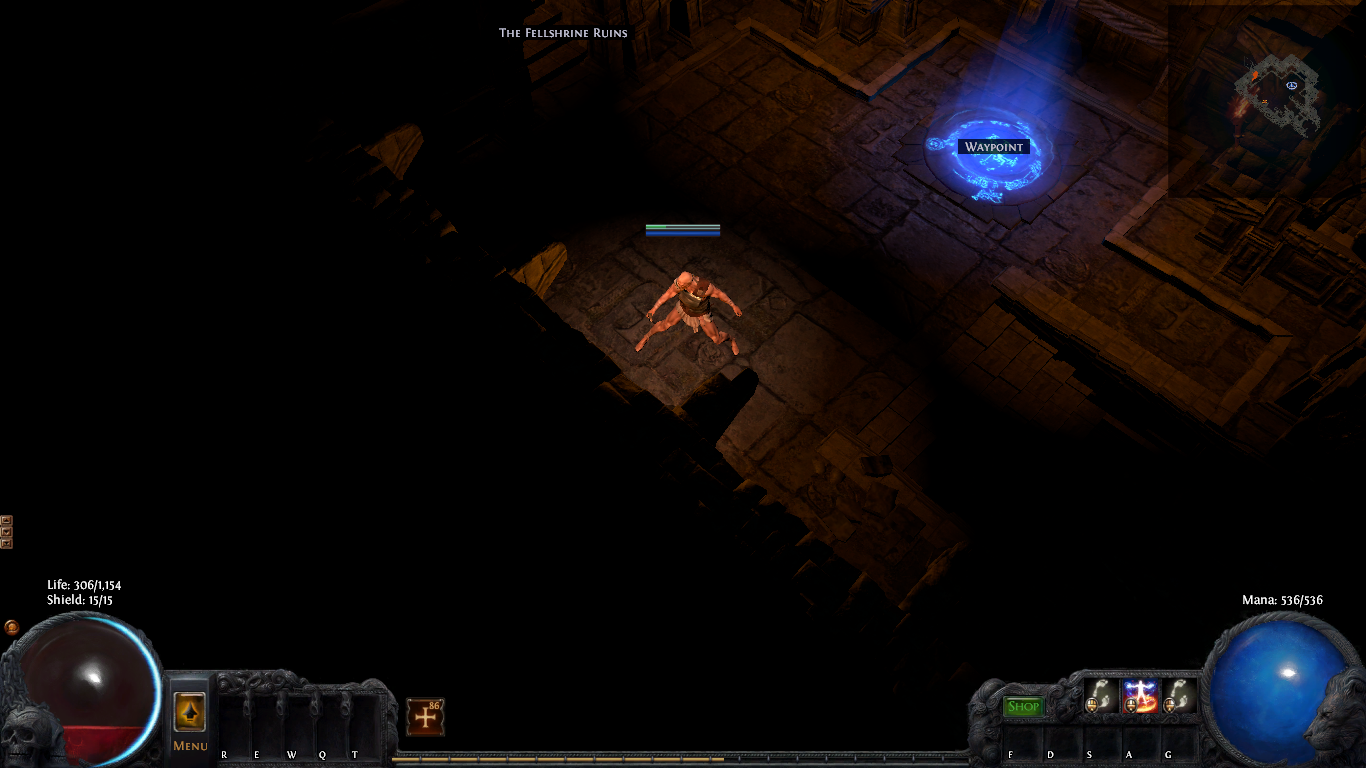 The Fellshrine Ruins
Waypoint
Life: 306/1,154
Shield: 15/15
Mana: 536/536
Menu
R E W Q T
86
Shop
F D S A G